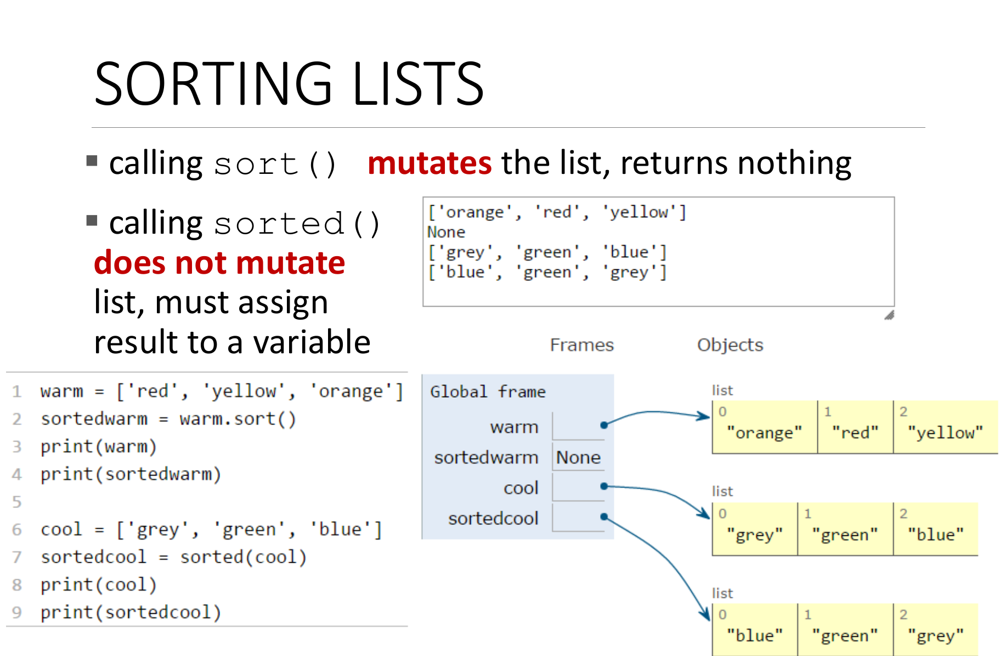 SORTING LISTS
▪ calling sort() mutates the list, returns nothing
▪ calling sorted()
does not mutate
list, must assign
result to a variable
['orange', 'red', 'yellow']
None
['grey', 'green', 'blue']
['blue', 'green', 'grey']
1 warm = ['red', 'yellow', 'orange']
2 sortedwarm = warm.sort()
3 print(warm)
4 print(sortedwarm)
5
6 cool = ['grey', 'green', 'blue']
7 sortedcool = sorted(cool)
8 print(cool)
9 print(sortedcool)
Frames Objects
Global frame
warm
sortedwarm None
cool
sortedcool
list
0 1 2
"orange" "red" "yellow"
list
0 1 2
"grey" "green" "blue"
list
0 1 2
"blue" "green" "grey"